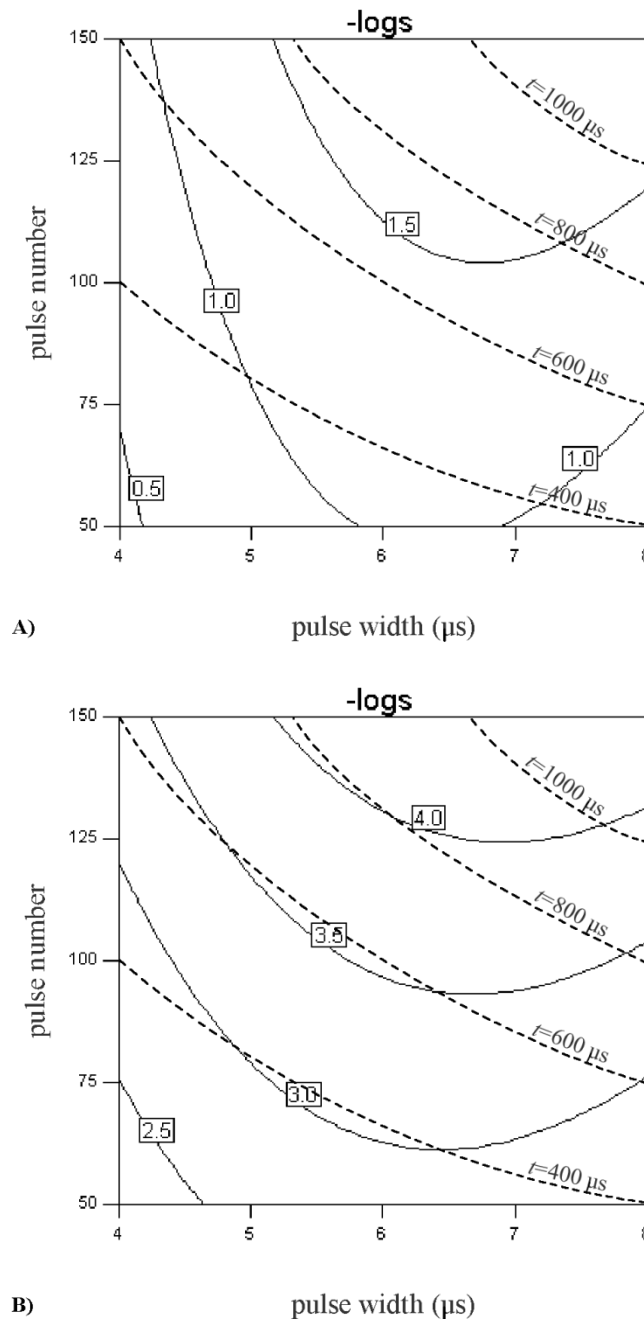 -logs
150
125
100
75
50
4
5
6
7
8
pulse number
pulse width (µs)
t=1000 µs
t=800 µs
t=600 µs
t=400 µs
1.5
1.0
1.0
0.5
A)
-logs
150
125
100
75
50
4
5
6
7
8
pulse number
pulse width (µs)
t=1000 µs
t=800 µs
t=600 µs
t=400 µs
4.0
3.5
3.0
2.5
B)